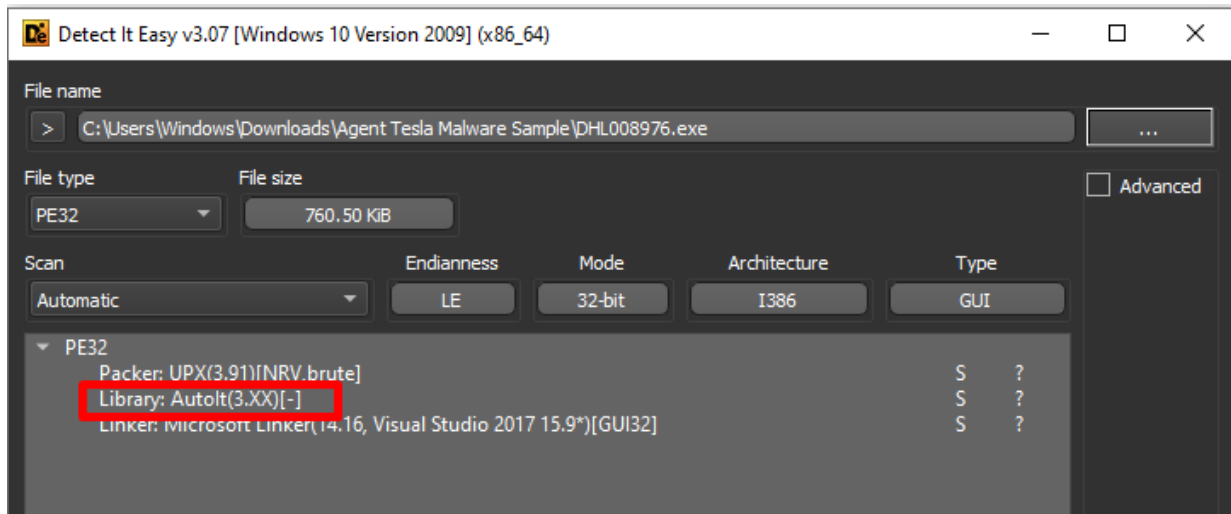 Detect It Easy v3.07 [Windows 10 Version 2009] (x86_64)
File name
> C:\Users\Windows\Downloads\Agent Tesla Malware Sample\DHL008976.exe ...
File type File size Advanced
PE32 760.50 KiB
Scan Endianness Mode Architecture Type
Automatic LE 32-bit I386 GUI
PE32
Packer: UPX(3.91)[NRV,brute] S ?
Library: AutoIt(3.XX)[-] S ?
Linker: Microsoft Linker(14.16, Visual Studio 2017 15.9*)[GUI32] S ?